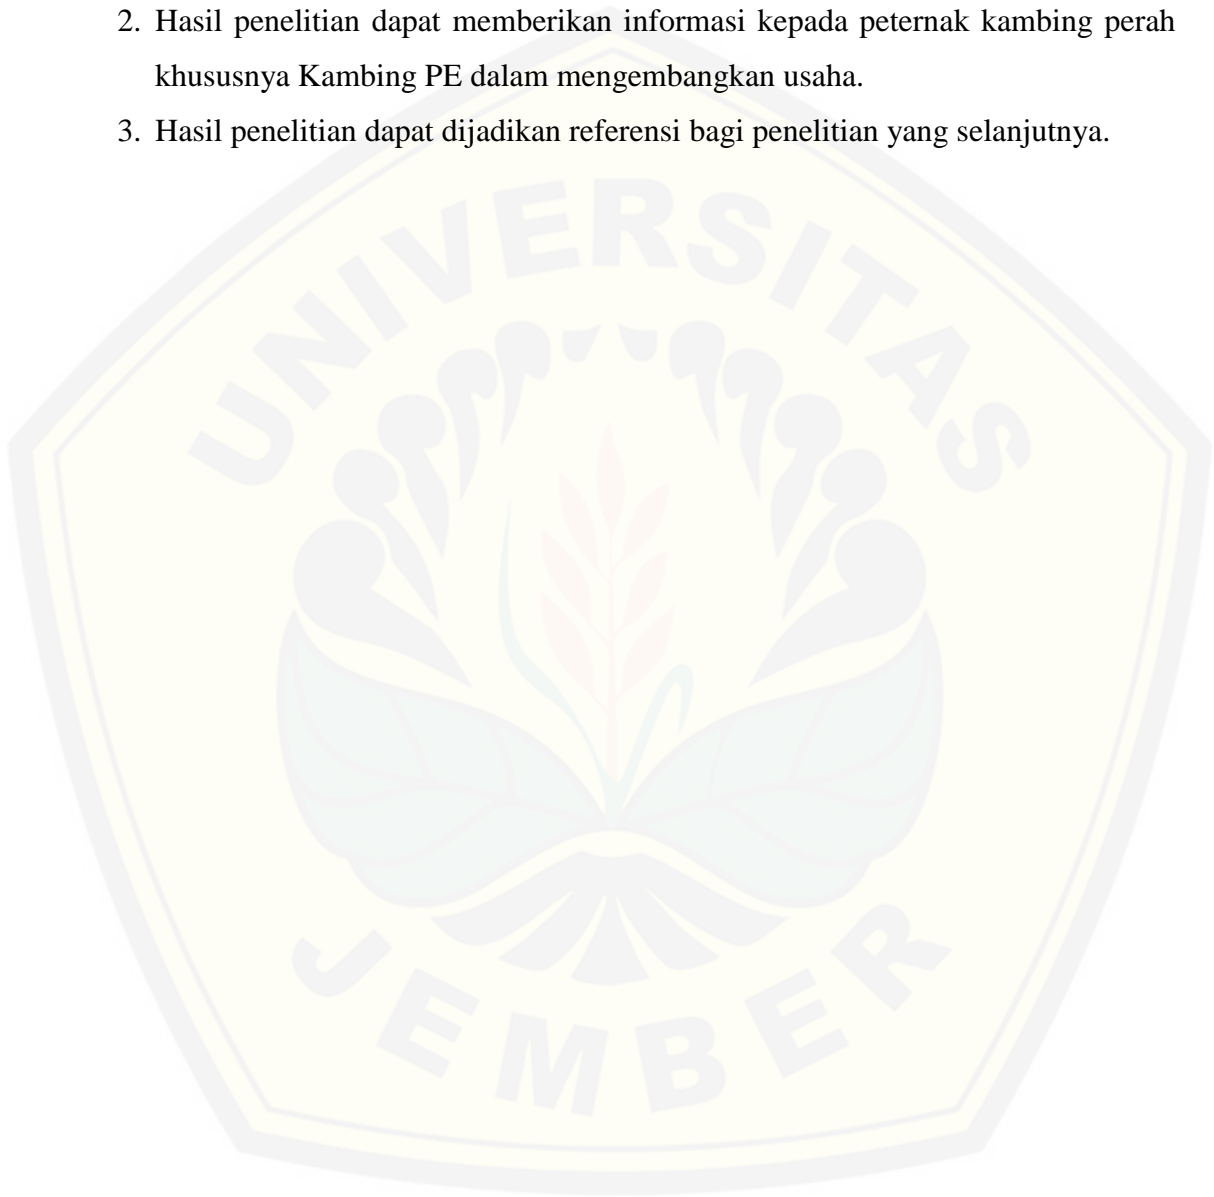 2. Hasil penelitian dapat memberikan informasi kepada peternak kambing perah
khususnya Kambing PE dalam mengembangkan usaha.
3. Hasil penelitian dapat dijadikan referensi bagi penelitian yang selanjutnya.
UNIVERSITAS
JEMBER